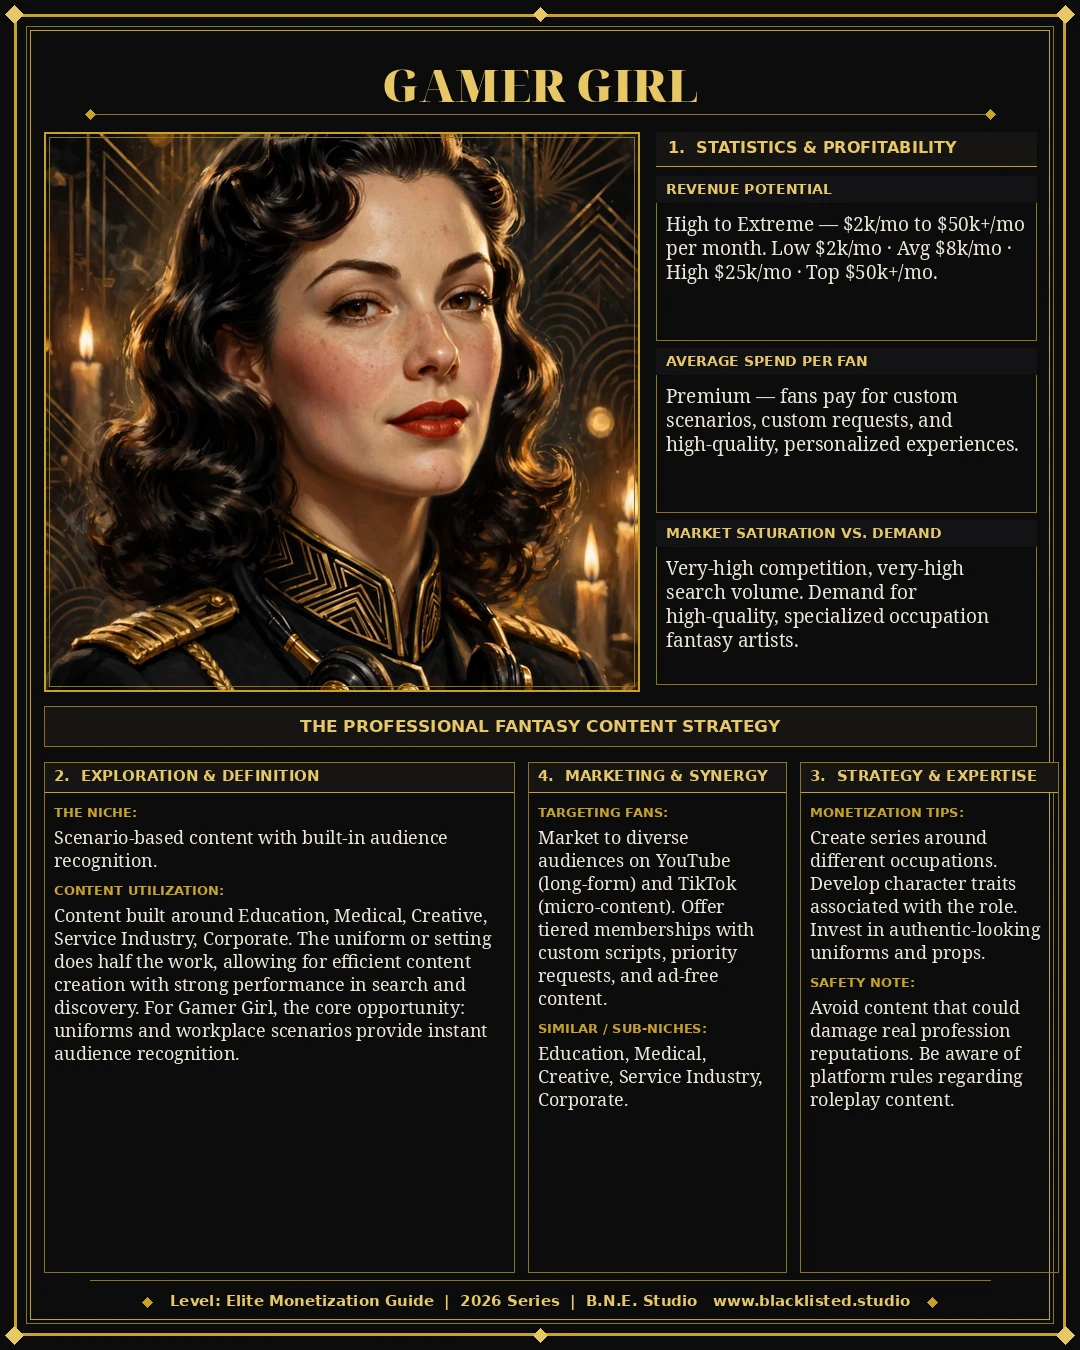 GAMER GIRL
1. STATISTICS & PROFITABILITY
REVENUE POTENTIAL
High to Extreme — $2k/mo to $50k+/mo
per month. Low $2k/mo · Avg $8k/mo ·
High $25k/mo · Top $50k+/mo.
AVERAGE SPEND PER FAN
Premium — fans pay for custom
scenarios, custom requests, and
high-quality, personalized experiences.
MARKET SATURATION VS. DEMAND
Very-high competition, very-high
search volume. Demand for
high-quality, specialized occupation
fantasy artists.
THE PROFESSIONAL FANTASY CONTENT STRATEGY
2. EXPLORATION & DEFINITION
THE NICHE:
Scenario-based content with built-in audience
recognition.
CONTENT UTILIZATION:
Content built around Education, Medical, Creative,
Service Industry, Corporate. The uniform or setting
does half the work, allowing for efficient content
creation with strong performance in search and
discovery. For Gamer Girl, the core opportunity:
uniforms and workplace scenarios provide instant
audience recognition.
4. MARKETING & SYNERGY
TARGETING FANS:
Market to diverse
audiences on YouTube
(long-form) and TikTok
(micro-content). Offer
tiered memberships with
custom scripts, priority
requests, and ad-free
content.
SIMILAR / SUB-NICHES:
Education, Medical,
Creative, Service Industry,
Corporate.
3. STRATEGY & EXPERTISE
MONETIZATION TIPS:
Create series around
different occupations.
Develop character traits
associated with the role.
Invest in authentic-looking
uniforms and props.
SAFETY NOTE:
Avoid content that could
damage real profession
reputations. Be aware of
platform rules regarding
roleplay content.
Level: Elite Monetization Guide | 2026 Series | B.N.E. Studio www.blacklisted.studio